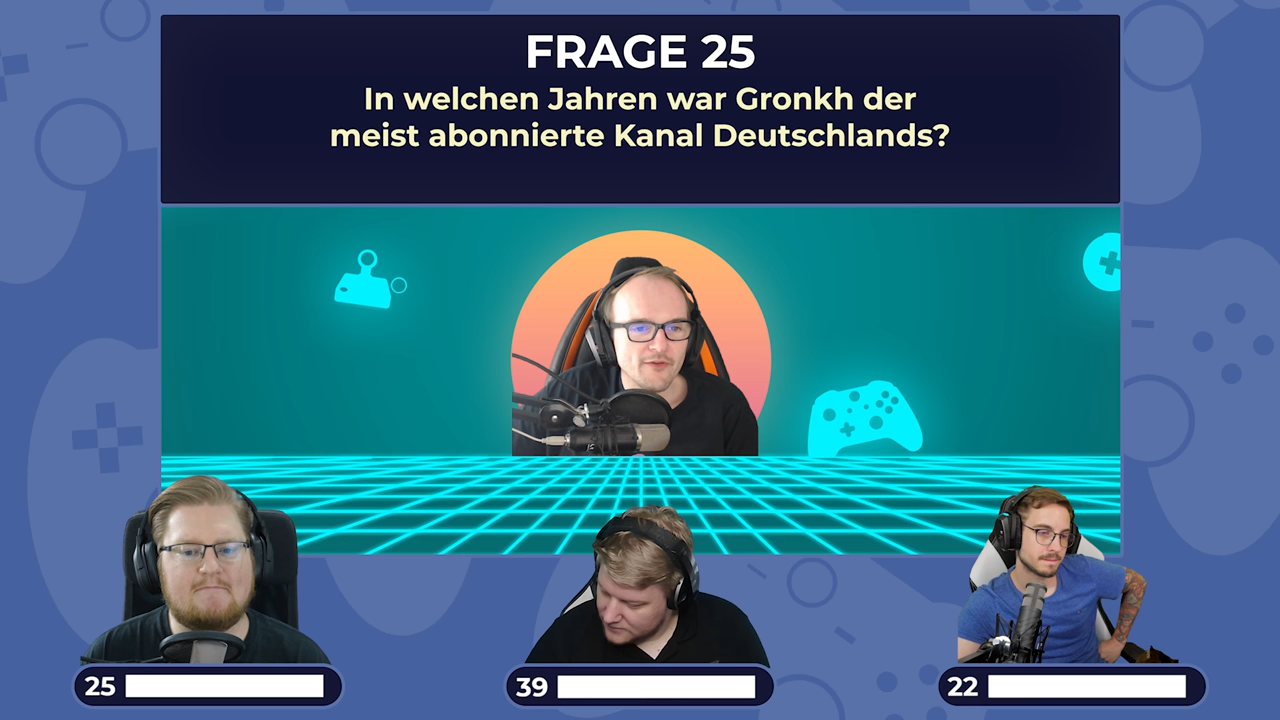 FRAGE 25
In welchen Jahren war Gronkh der
meist abonnierte Kanal Deutschlands?
25
39
22